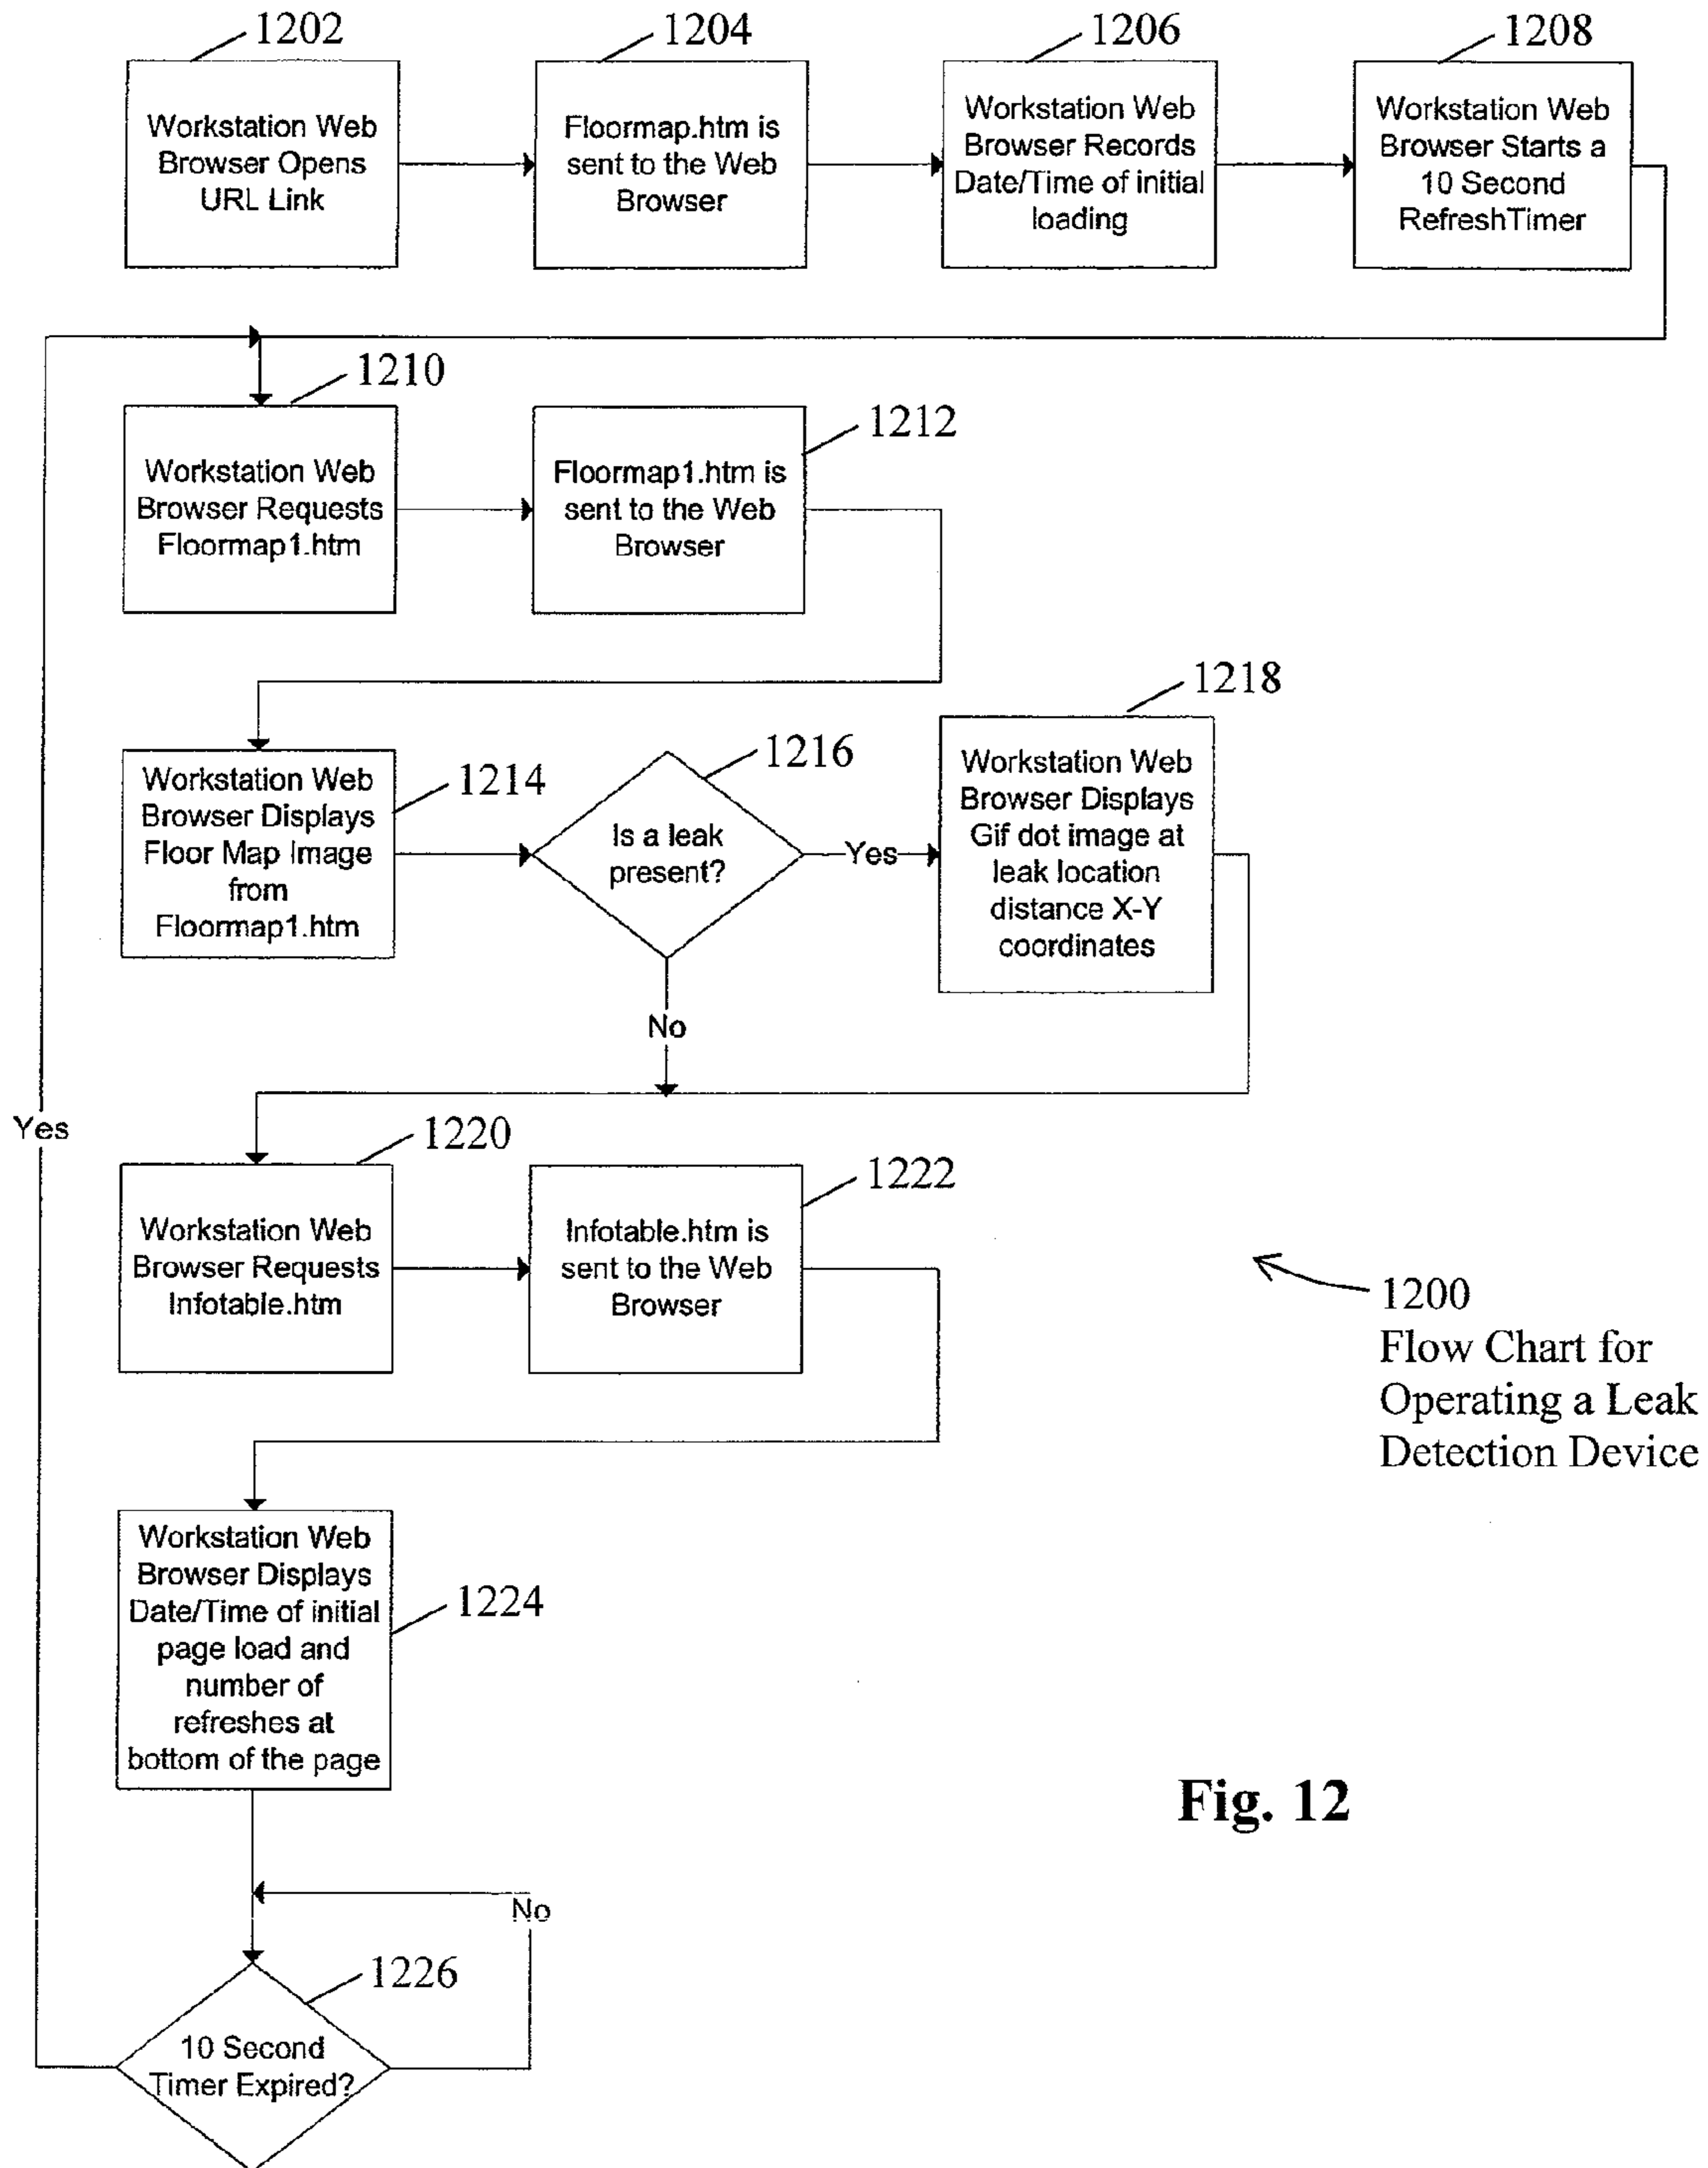 1202
Workstation Web
Browser Opens
URL Link
1204
Floormap.htm is
sent to the Web
Browser
1206
Workstation Web
Browser Records
Date/Time of initial
loading
1208
Workstation Web
Browser Starts a
10 Second
RefreshTimer
1210
Workstation Web
Browser Requests
Floormap1.htm
1212
Floormap1.htm is
sent to the Web
Browser
1214
Workstation Web
Browser Displays
Floor Map Image
from
Floormap1.htm
1216
Is a leak
present?
Yes
No
1218
Workstation Web
Browser Displays
Gif dot image at
leak location
distance X-Y
coordinates
Yes
1220
Workstation Web
Browser Requests
Infotable.htm
1222
Infotable.htm is
sent to the Web
Browser
1200
Flow Chart for
Operating a Leak
Detection Device
1224
Workstation Web
Browser Displays
Date/Time of initial
page load and
number of
refreshes at
bottom of the page
Fig. 12
No
1226
10 Second
Timer Expired?